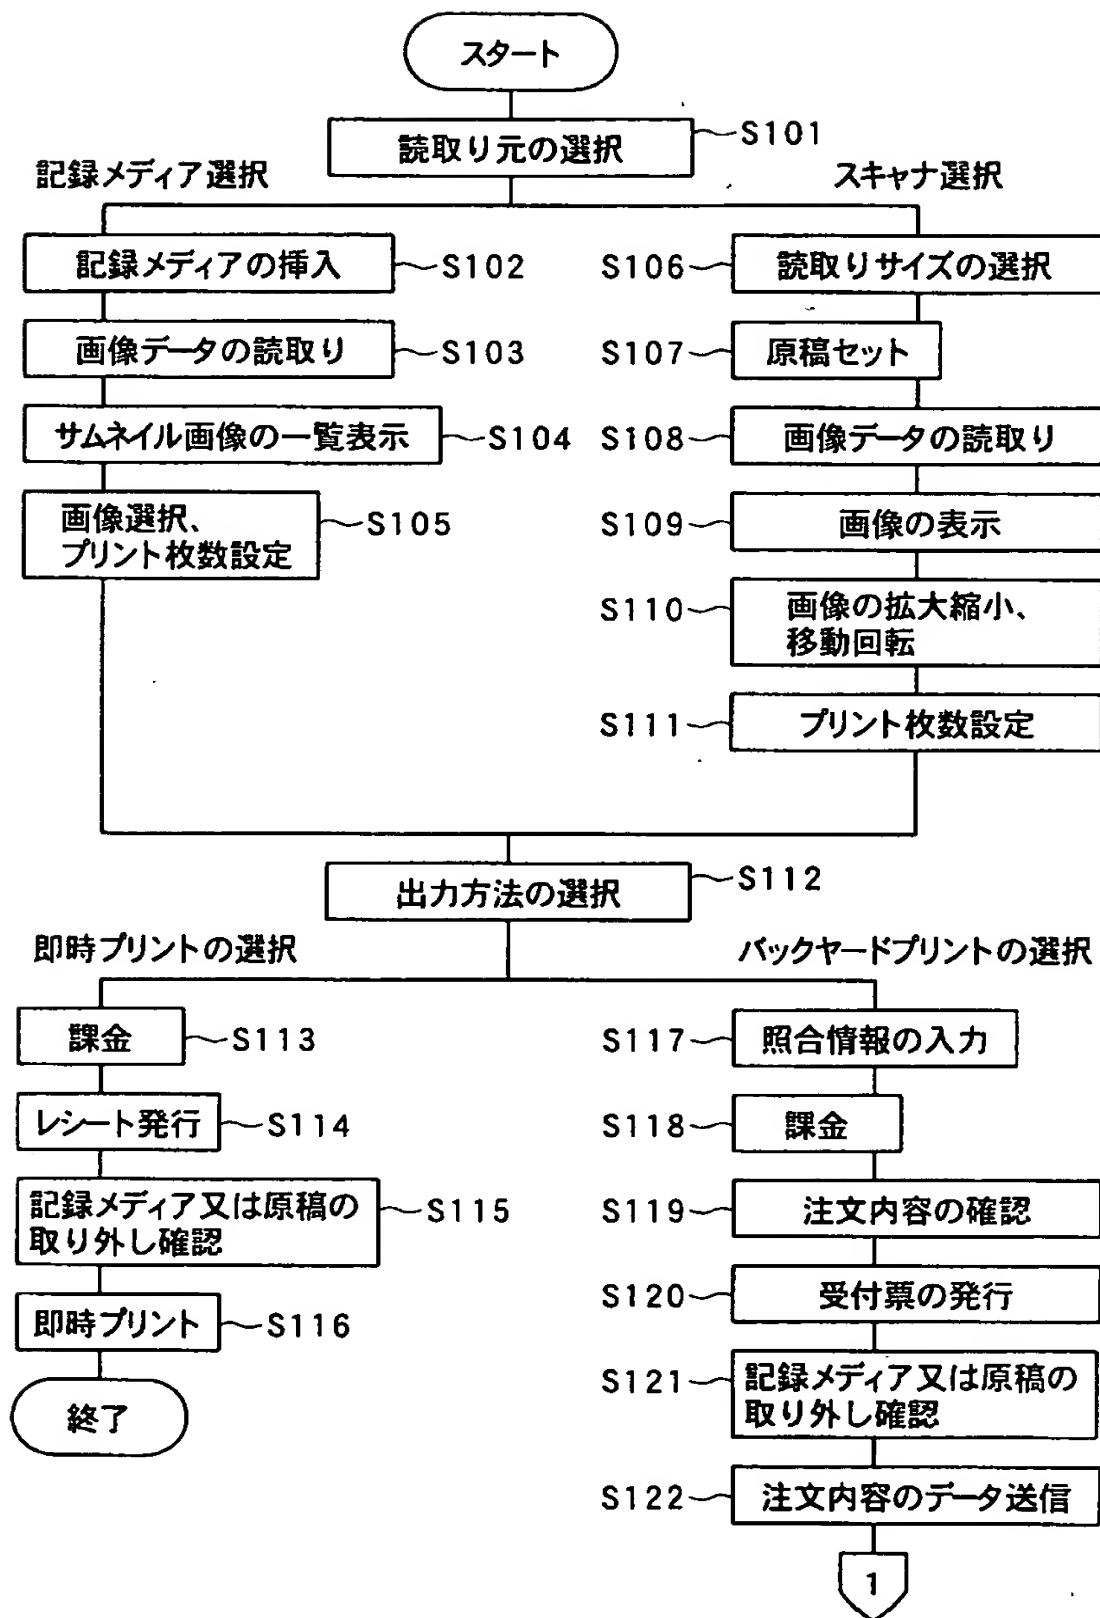 スタート
読取り元の選択
S101
記録メディア選択
スキャナ選択
記録メディアの挿入
S102
画像データの読取り
S103
サムネイル画像の一覧表示
S104
画像選択、
プリント枚数設定
S105
S106
読取りサイズの選択
S107
原稿セット
S108
画像データの読取り
S109
画像の表示
S110
画像の拡大縮小、
移動回転
S111
プリント枚数設定
出力方法の選択
S112
即時プリントの選択
バックヤードプリントの選択
課金
S113
レシート発行
S114
記録メディア又は原稿の
取り外し確認
S115
即時プリント
S116
終了
S117
照合情報の入力
S118
課金
S119
注文内容の確認
S120
受付票の発行
S121
記録メディア又は原稿の
取り外し確認
S122
注文内容のデータ送信
1